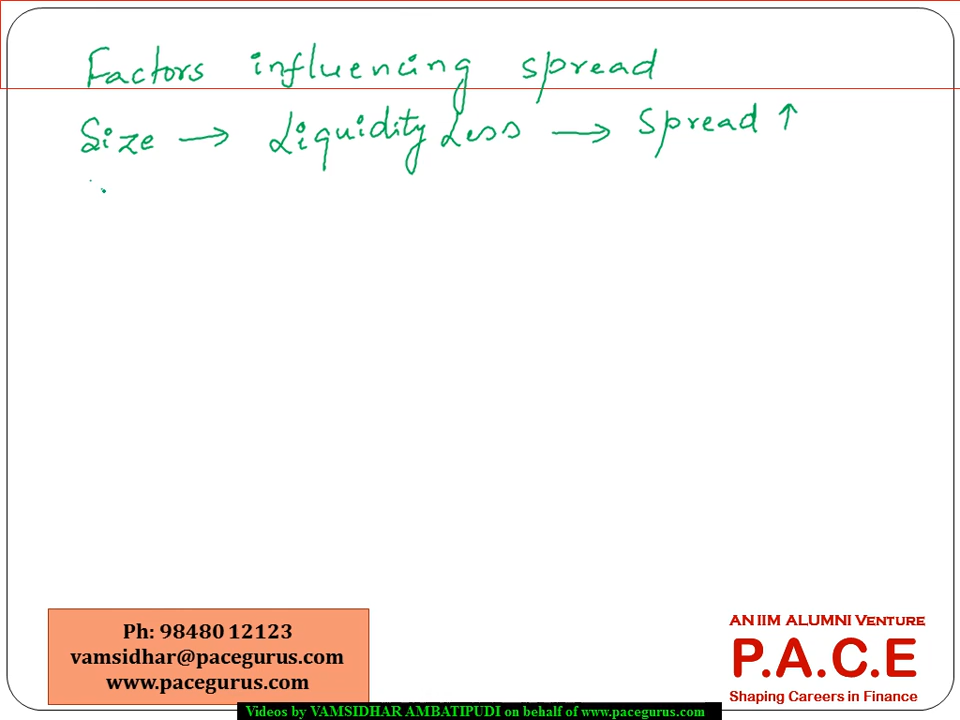 Factors influencing spread
Size → Liquidity Less → Spread ↑
Ph: 98480 12123
vamsidhar@pacegurus.com
www.pacegurus.com
AN IIM ALUMNI VENTURE
P.A.C.E
Shaping Careers in Finance
Videos by VAMSIDHAR AMBATIPUDI on behalf of www.pacegurus.com